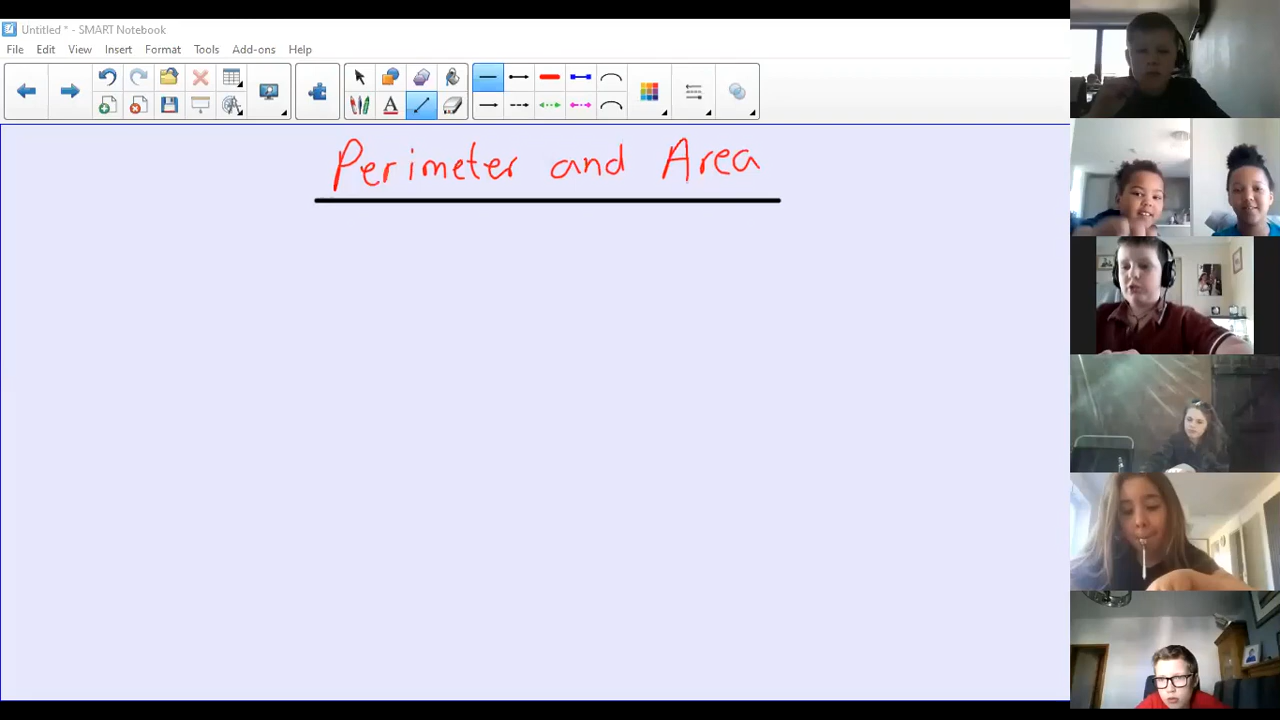 Untitled * - SMART Notebook
File Edit View Insert Format Tools Add-ons Help
Perimeter and Area